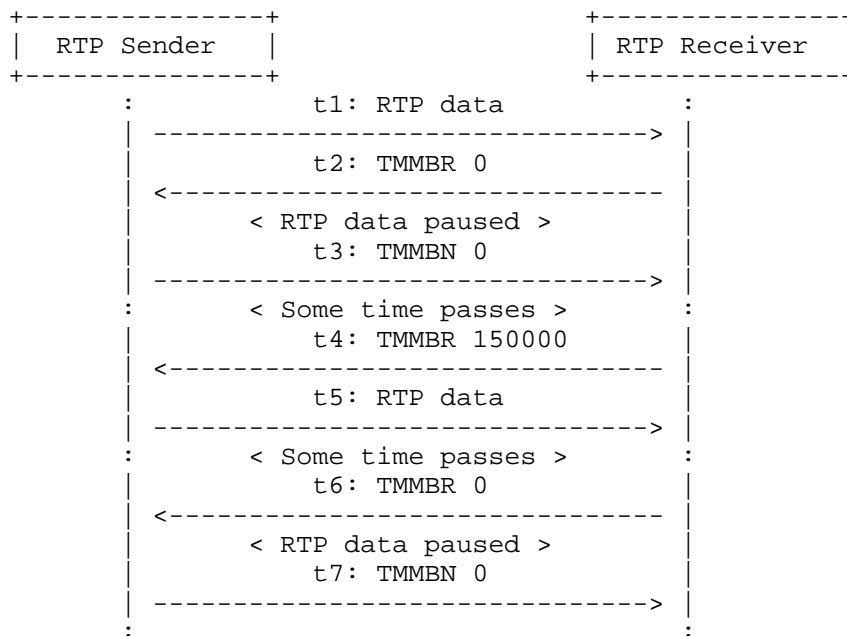 +---------------+                   +----------------
|  RTP Sender   |                   | RTP Receiver
+---------------+                   +----------------
       :           t1: RTP data            :
       | -------------------------------> |
       |           t2: TMMBR 0            |
       | <------------------------------- |
       |       < RTP data paused >        |
       |           t3: TMMBN 0            |
       | -------------------------------> |
       :       < Some time passes >       :
       |           t4: TMMBR 150000       |
       | <------------------------------- |
       |           t5: RTP data           |
       | -------------------------------> |
       :       < Some time passes >       :
       |           t6: TMMBR 0            |
       | <------------------------------- |
       |       < RTP data paused >        |
       |           t7: TMMBN 0            |
       | -------------------------------> |
       :                                  :